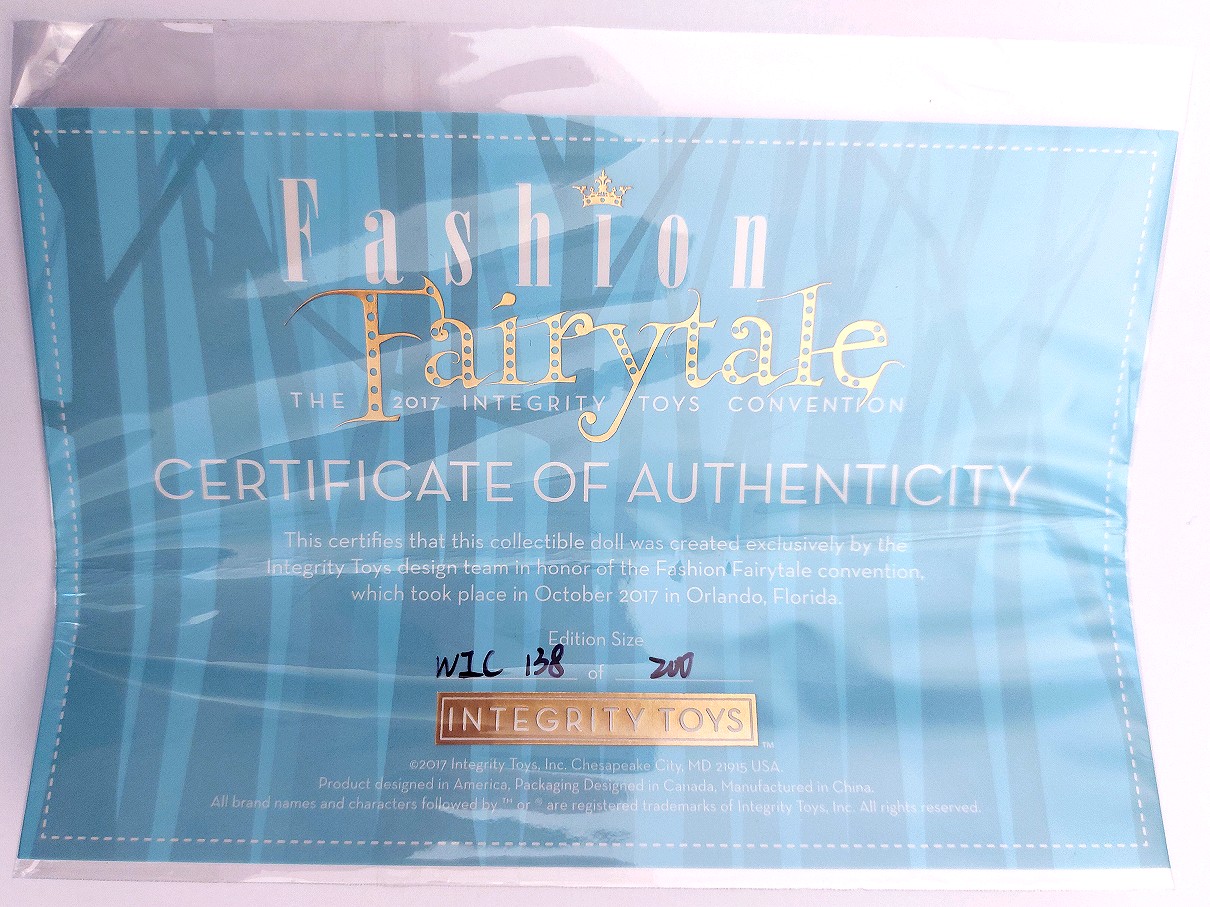 Fashion
Fairytale
THE 2017 INTEGRITY TOYS CONVENTION
CERTIFICATE OF AUTHENTICITY
This certifies that this collectible doll was created exclusively by the
Integrity Toys design team in honor of the Fashion Fairytale convention,
which took place in October 2017 in Orlando, Florida.
Edition Size
WIC 138 of 200
INTEGRITY TOYS™
©2017 Integrity Toys, Inc. Chesapeake City, MD 21915 USA.
Product designed in America, Packaging Designed in Canada, Manufactured in China.
All brand names and characters followed by ™ or ® are registered trademarks of Integrity Toys, Inc. All rights reserved.